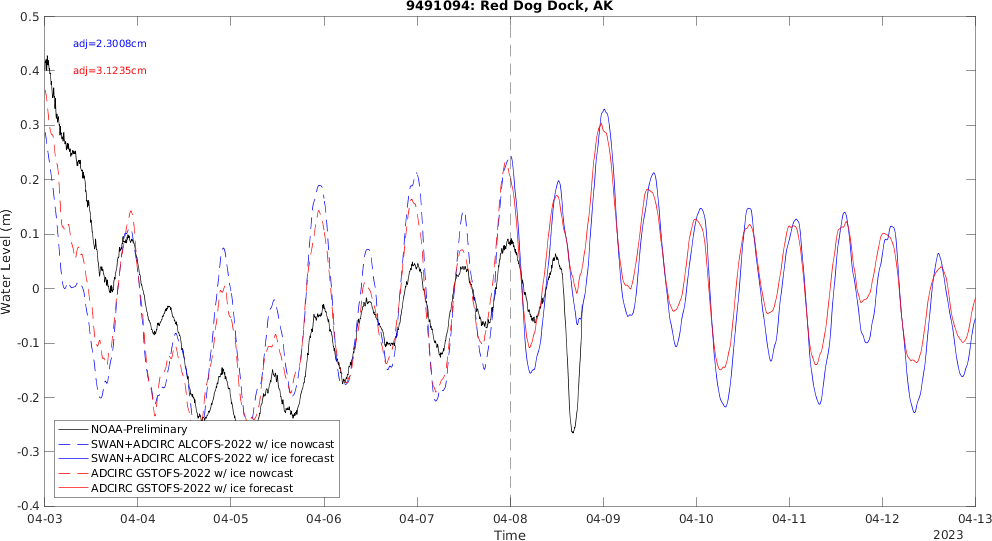 9491094: Red Dog Dock, AK
adj=2.3008cm
adj=3.1235cm
Water Level (m)
0.5
0.4
0.3
0.2
0.1
0
-0.1
-0.2
-0.3
-0.4
NOAA-Preliminary
SWAN+ADCIRC ALCOFS-2022 w/ ice nowcast
SWAN+ADCIRC ALCOFS-2022 w/ ice forecast
ADCIRC GSTOFS-2022 w/ ice nowcast
ADCIRC GSTOFS-2022 w/ ice forecast
04-03 04-04 04-05 04-06 04-07 04-08 04-09 04-10 04-11 04-12 04-13
Time
2023